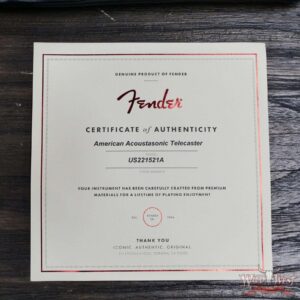 GENUINE PRODUCT OF FENDER
Fender
CERTIFICATE of AUTHENTICITY
American Acoustasonic Telecaster
US221521A
YOUR INSTRUMENT HAS BEEN CAREFULLY CRAFTED FROM PREMIUM
MATERIALS FOR A LIFETIME OF PLAYING ENJOYMENT
THANK YOU
ICONIC. AUTHENTIC. ORIGINAL